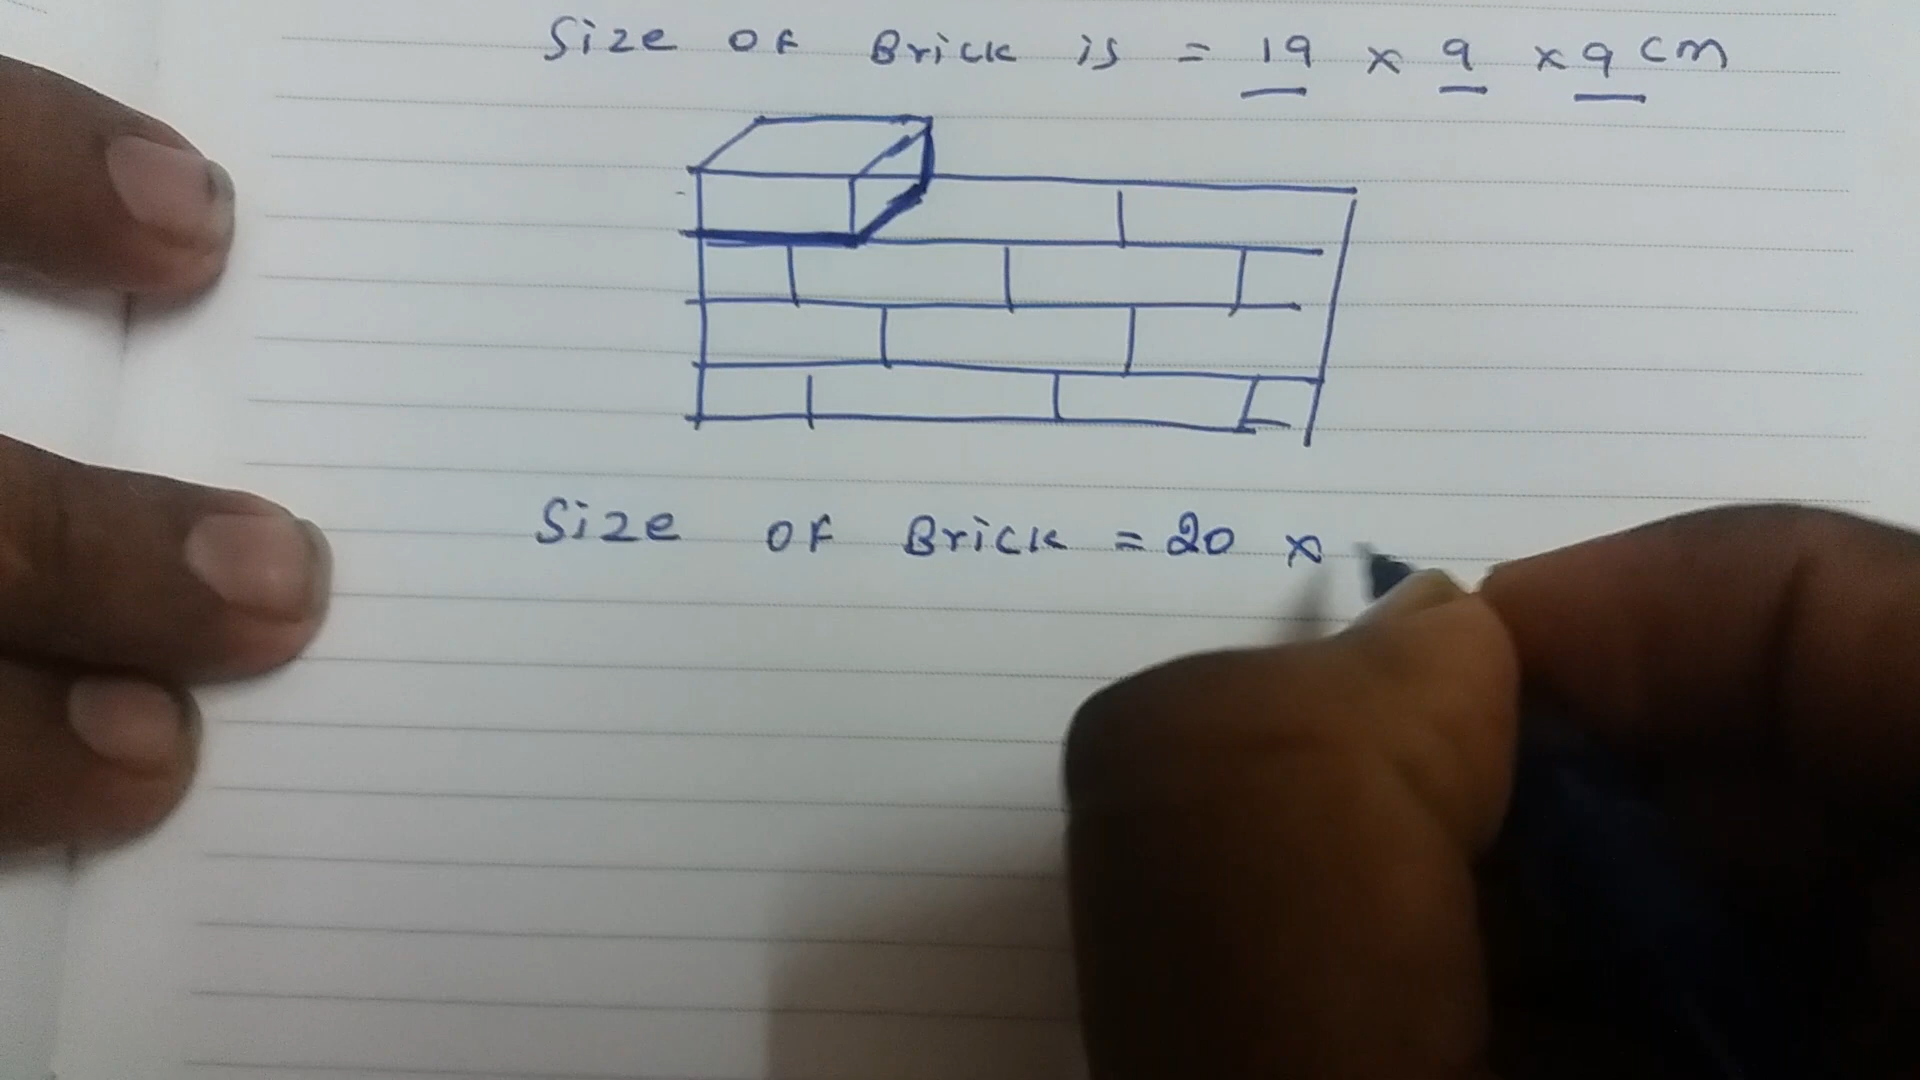 Size of Brick is = 19 x 9 x 9 cm
Size of Brick = 20 x